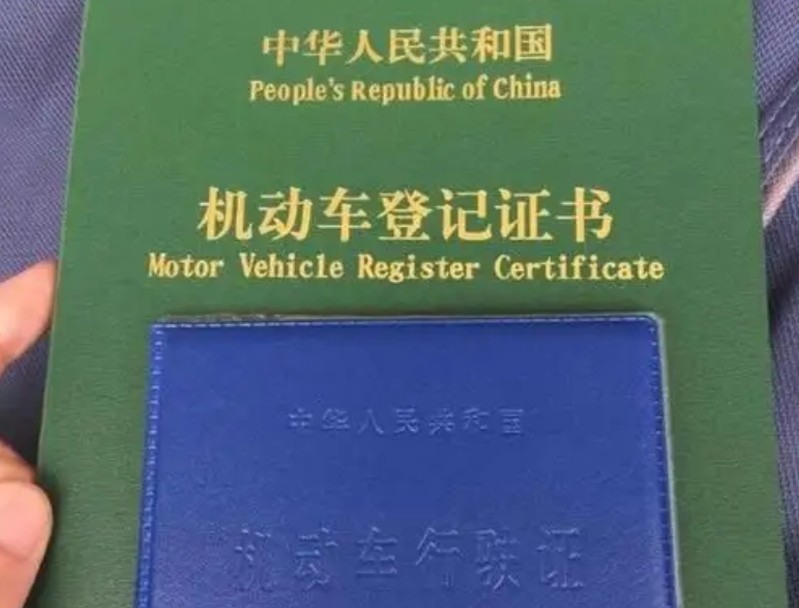 中华人民共和国
People's Republic of China
机动车登记证书
Motor Vehicle Register Certificate
中华人民共和国
机动车行驶证